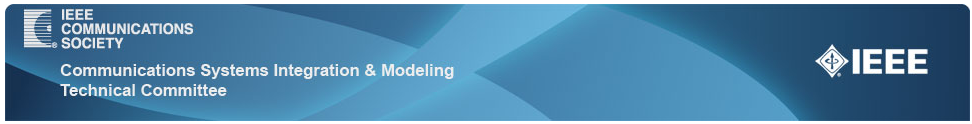 IEEE
COMMUNICATIONS
® SOCIETY
Communications Systems Integration & Modeling
Technical Committee
IEEE
®